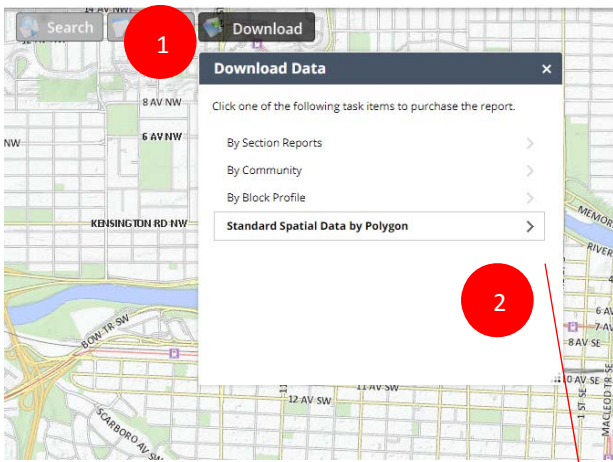 14 AV NW
Search
1
Download
Download Data
×
Click one of the following task items to purchase the report.
By Section Reports
By Community
By Block Profile
Standard Spatial Data by Polygon
2
8 AV NW
6 AV NW
NW
KENSINGTON RD NW
BOW TR SW
SCARBORO AV SW
12 AV SW
11 AV SW
MEMOR
RIVER
6 AV
7 AV
8 AV SE
10 AV SE
1 ST SE
MACLEOD TR SE